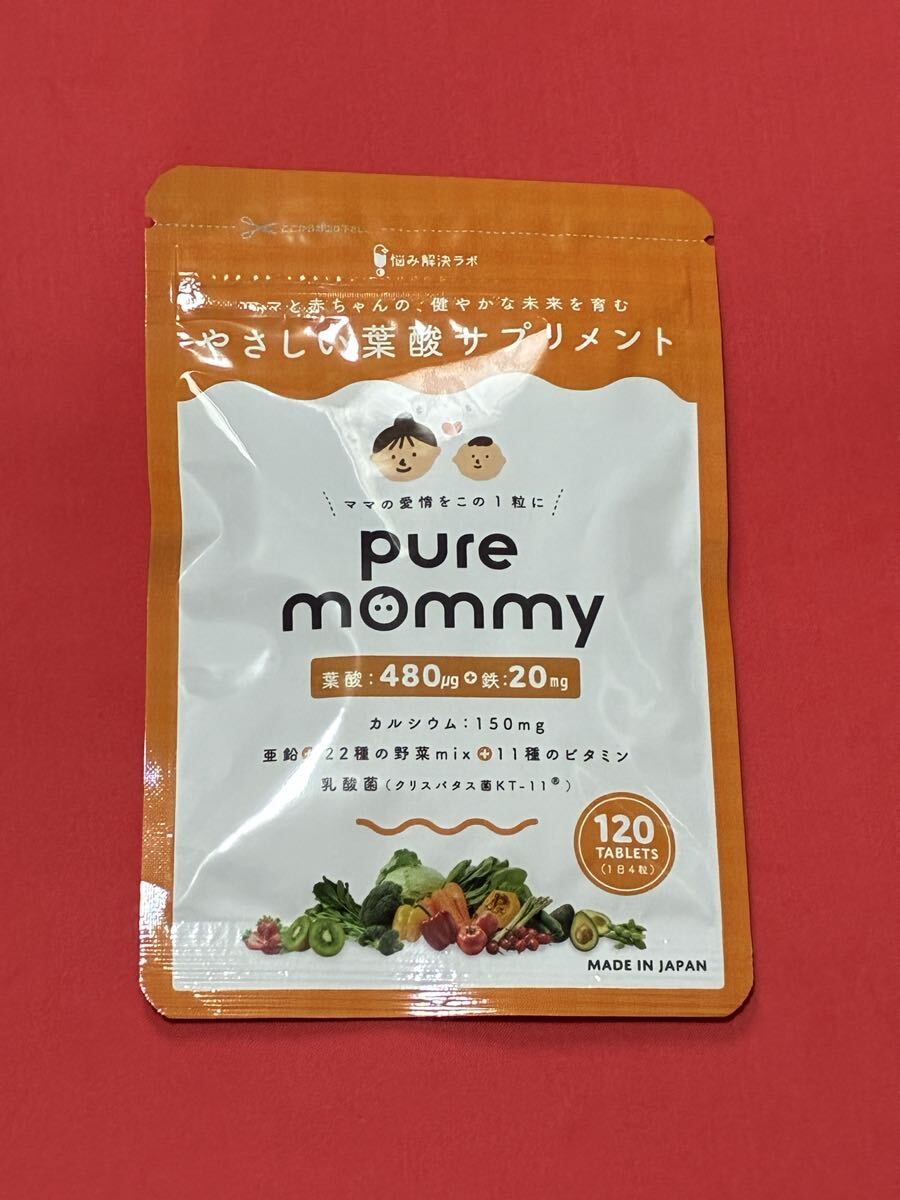 悩み解決ラボ
ママと赤ちゃんの、健やかな未来を育む
やさしい葉酸サプリメント
ママの愛情をこの1粒に
pure
mommy
葉酸:480μg+鉄:20mg
カルシウム:150mg
亜鉛+22種の野菜mix+11種のビタミン
乳酸菌(クリスパタス菌KT-11®)
120
TABLETS
(1日4粒)
MADE IN JAPAN